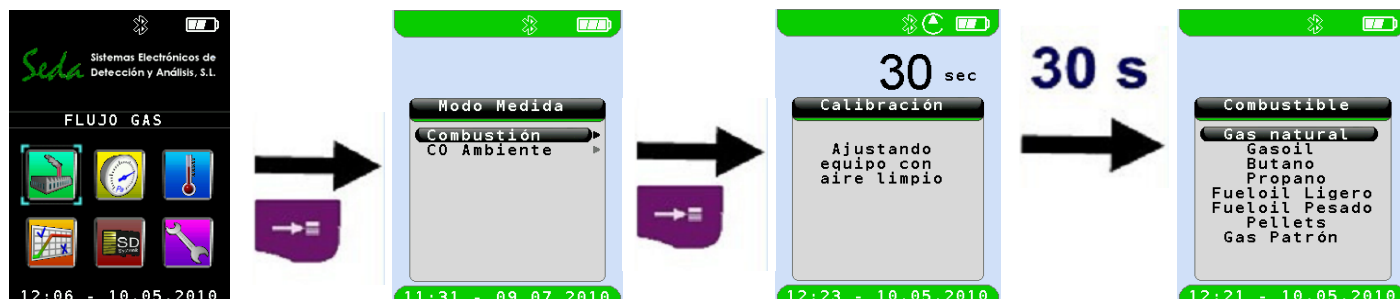 Seda
Sistemas Electrónicos de
Detección y Análisis, S.L.
FLUJO GAS
Pa
SD
12:06 - 10.05.2010
Modo Medida
Combustión
CO Ambiente
11:31 - 09.07.2010
30 sec
Calibración
Ajustando
equipo con
aire limpio
12:23 - 10.05.2010
30 s
Combustible
Gas natural
Gasoil
Butano
Propano
Fueloil Ligero
Fueloil Pesado
Pellets
Gas Patrón
12:21 - 10.05.2010